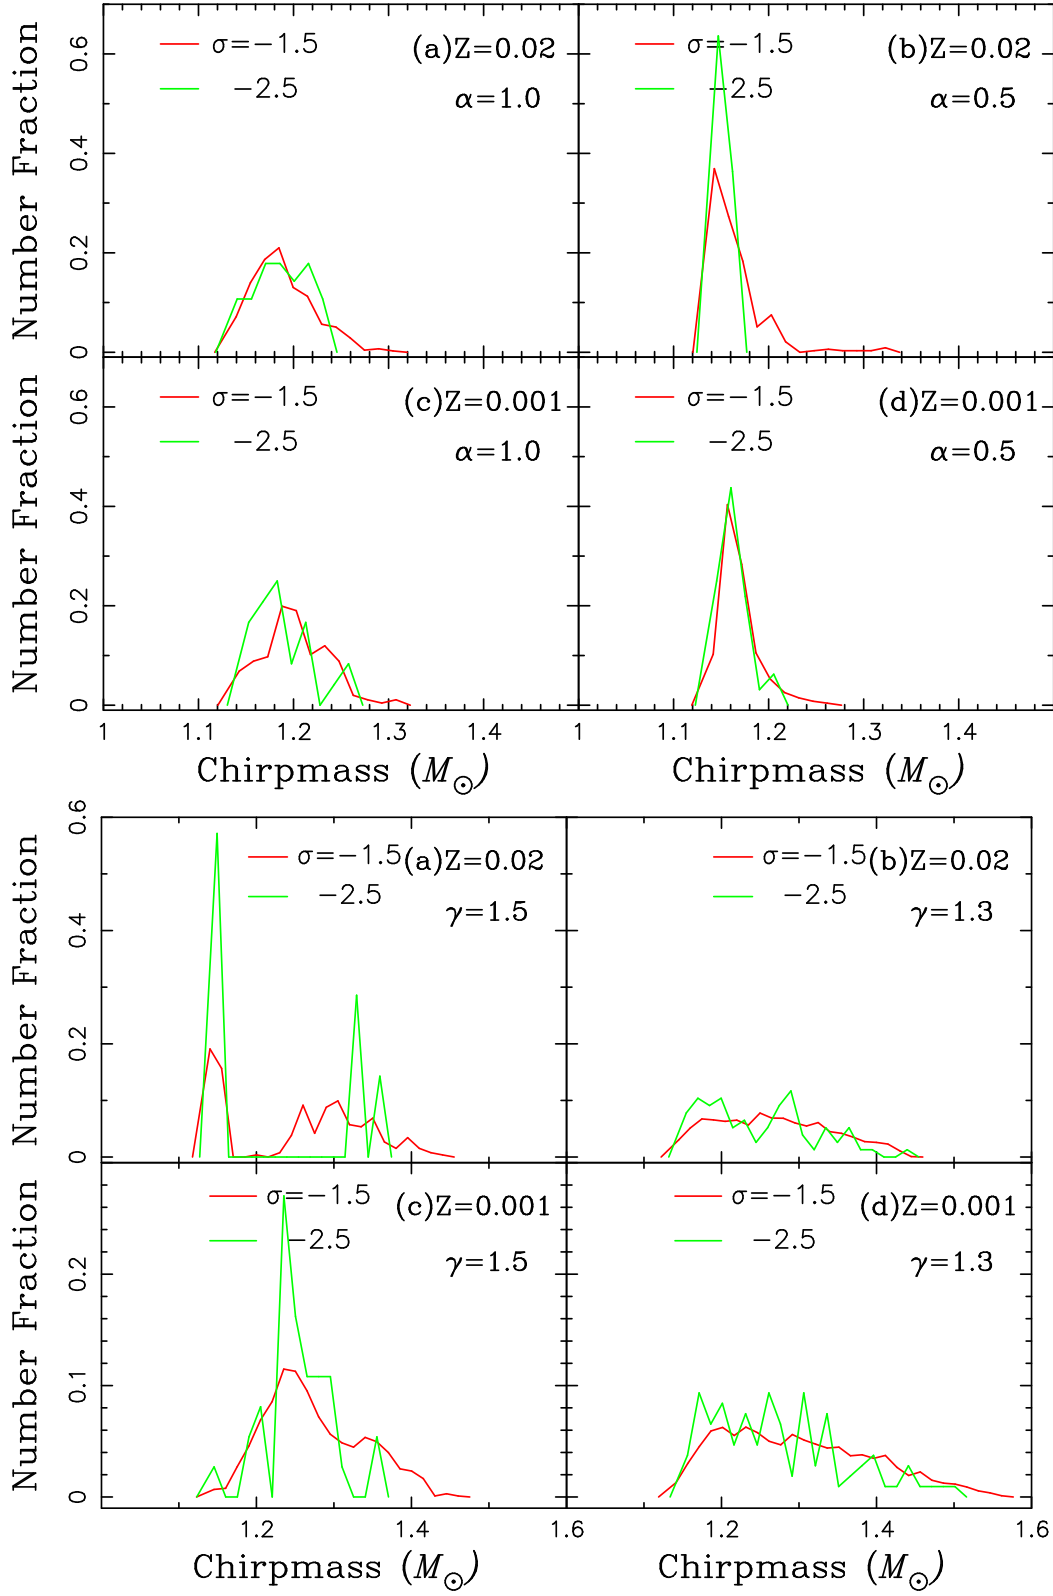 σ=−1.5 (a)Z=0.02
−2.5
α=1.0
σ=−1.5 (b)Z=0.02
−2.5
α=0.5
Number Fraction
0 0.2 0.4 0.6
σ=−1.5 (c)Z=0.001
−2.5
α=1.0
σ=−1.5 (d)Z=0.001
−2.5
α=0.5
Number Fraction
0 0.2 0.4 0.6
1 1.1 1.2 1.3 1.4 1 1.1 1.2 1.3 1.4
Chirpmass (M⊙) Chirpmass (M⊙)
σ=−1.5 (a)Z=0.02
−2.5
γ=1.5
σ=−1.5 (b)Z=0.02
−2.5
γ=1.3
Number Fraction
0 0.2 0.4 0.6
σ=−1.5 (c)Z=0.001
−2.5
γ=1.5
σ=−1.5 (d)Z=0.001
−2.5
γ=1.3
Number Fraction
0 0.1 0.2
1.2 1.4 1.6 1.2 1.4 1.6
Chirpmass (M⊙) Chirpmass (M⊙)